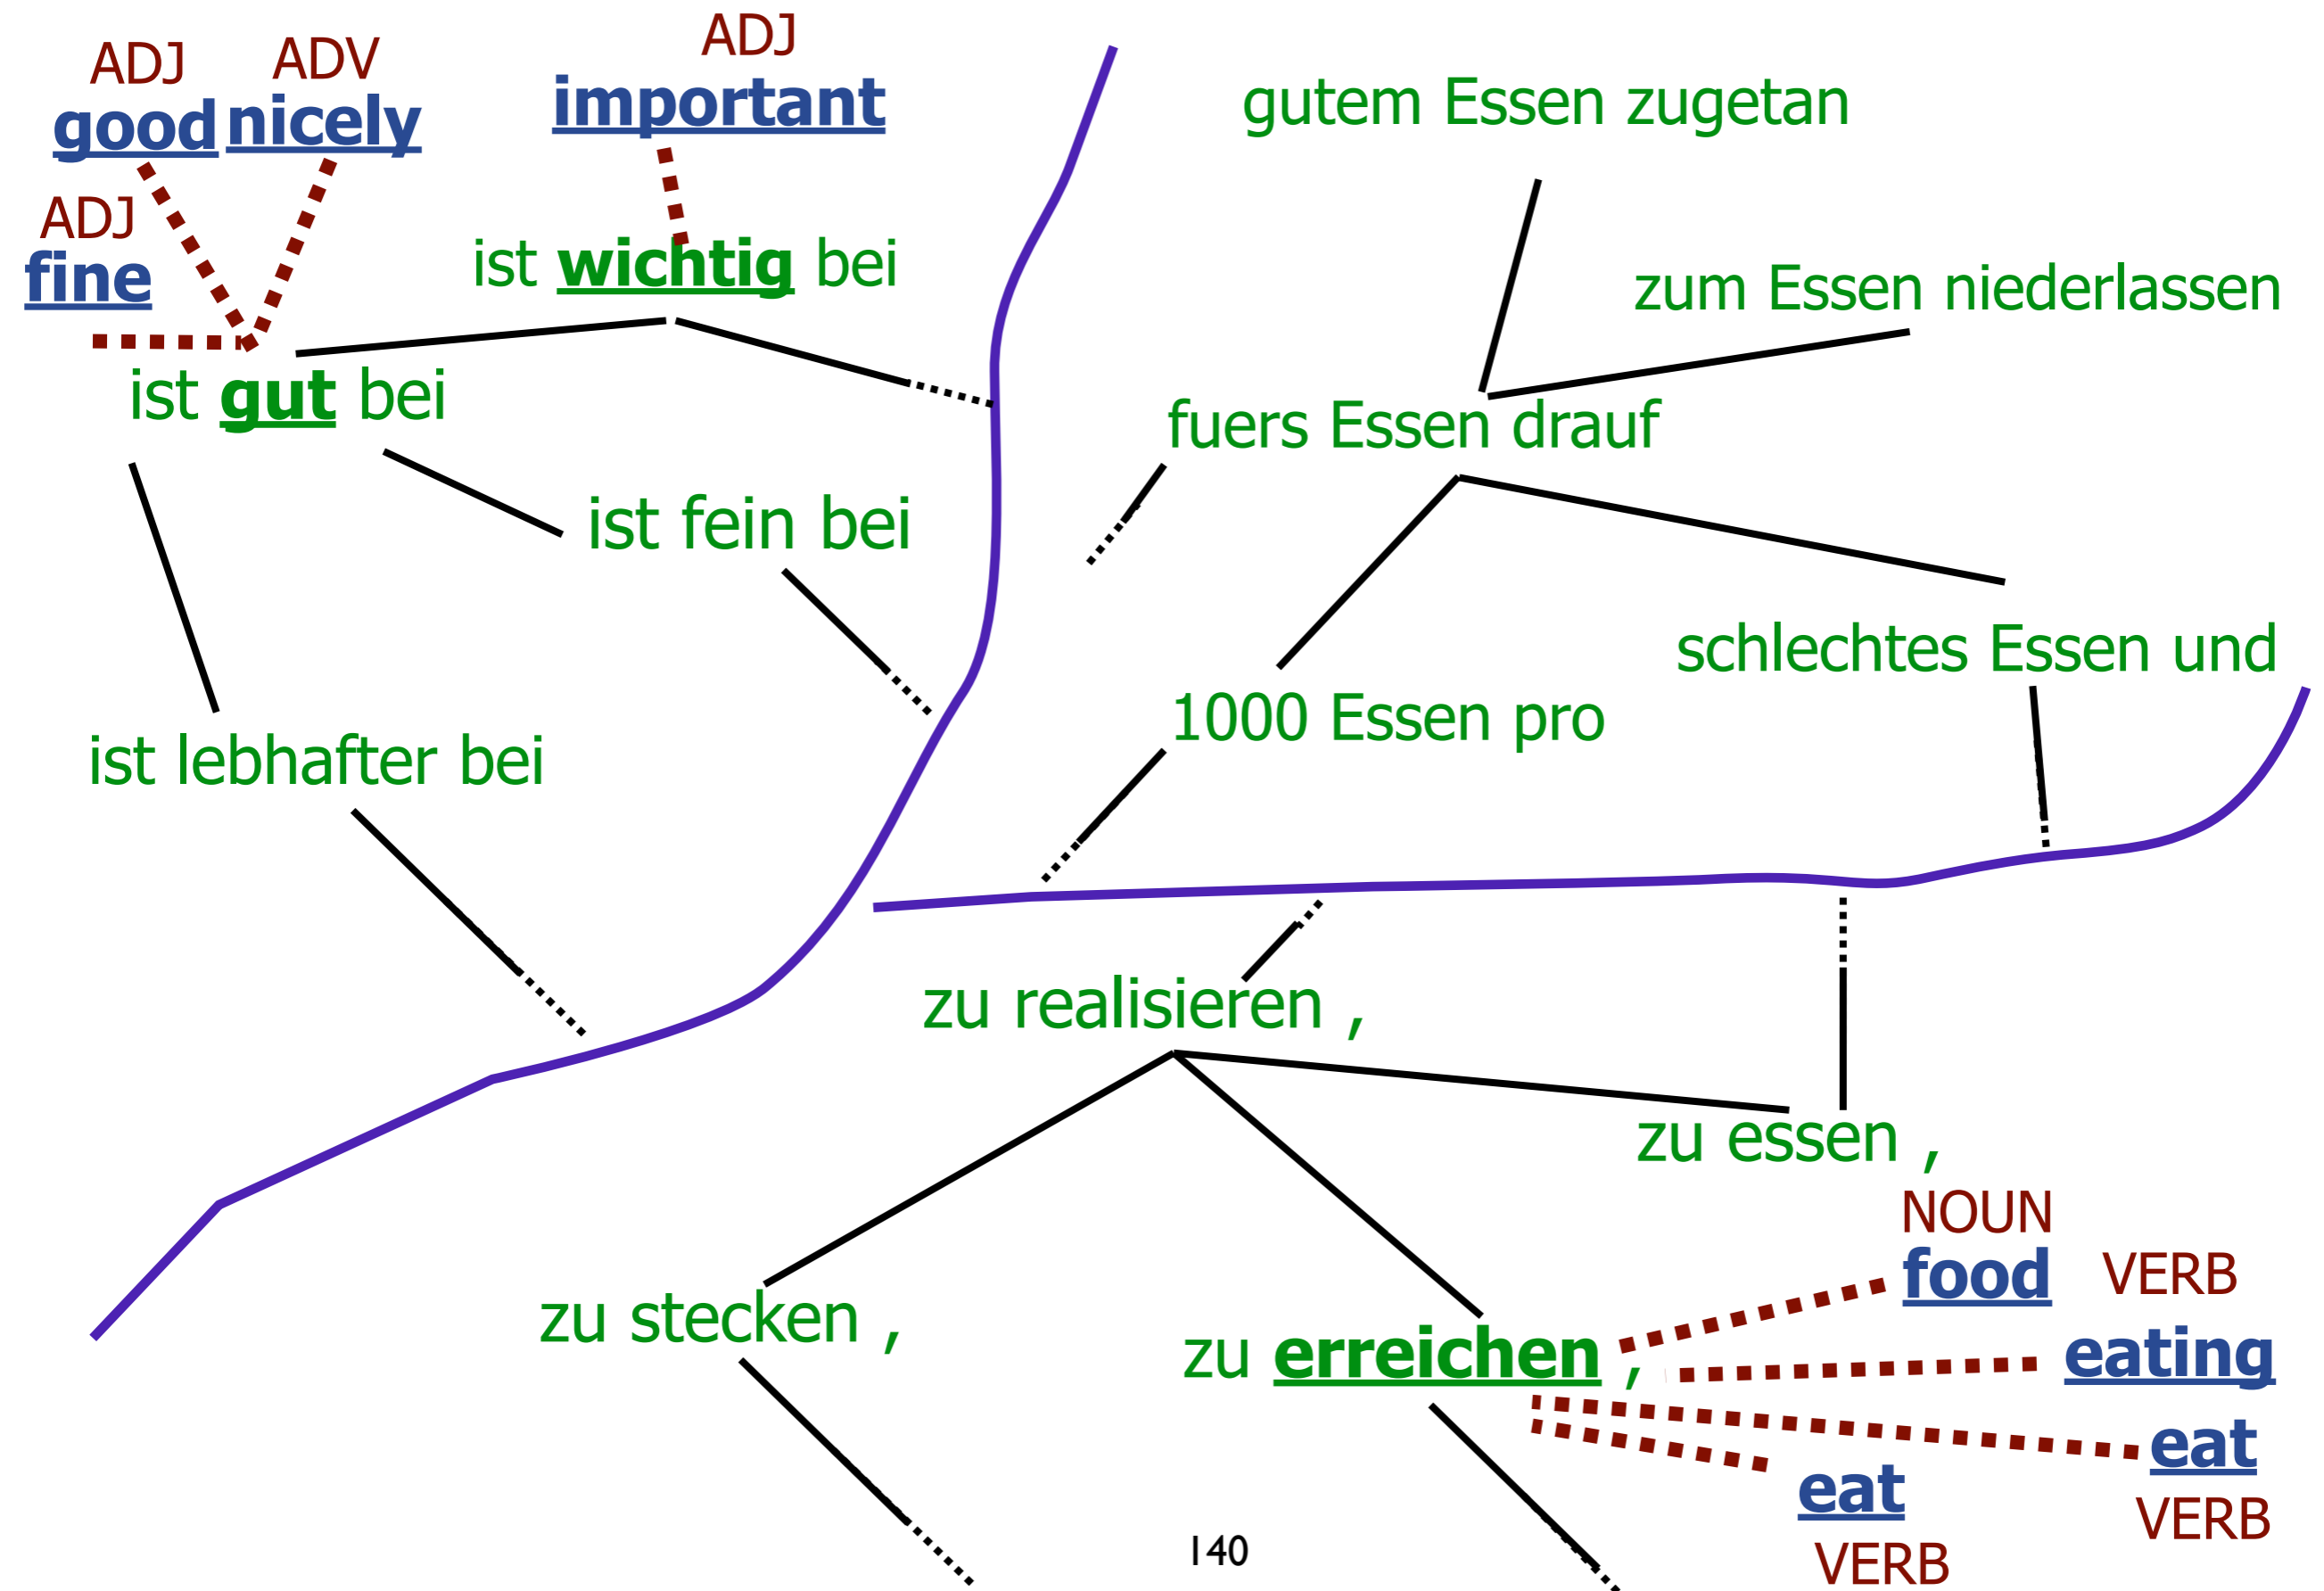 ADJ
ADJ ADV
good nicely
important
gutem Essen zugetan
ADJ
fine
ist wichtig bei
zum Essen niederlassen
ist gut bei
fuers Essen drauf
ist fein bei
schlechtes Essen und
1000 Essen pro
ist lebhafter bei
zu realisieren ,
zu essen ,
NOUN
food
VERB
zu stecken ,
zu erreichen ,
eating
eat
eat
VERB
140
VERB